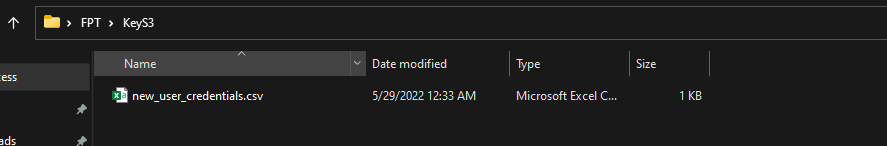 FPT > KeyS3
Name Date modified Type Size
ess
new_user_credentials.csv 5/29/2022 12:33 AM Microsoft Excel C... 1 KB
ads